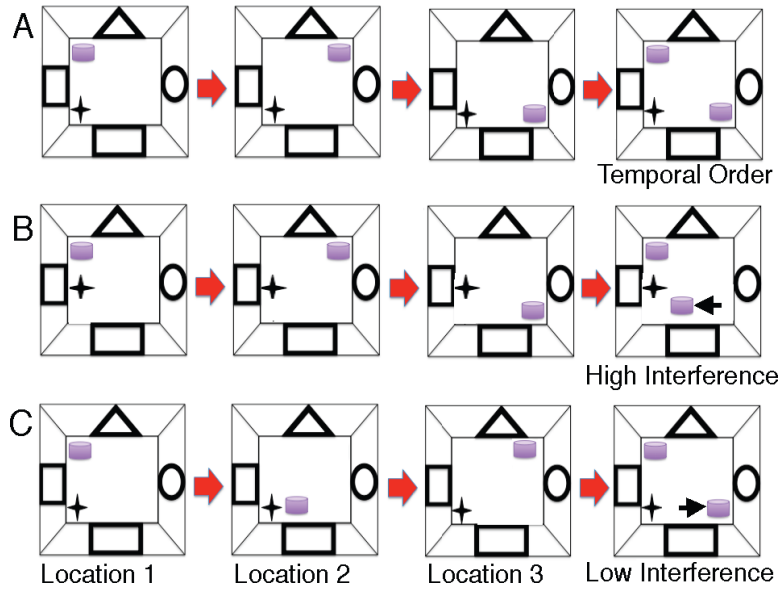 A
Temporal Order
B
High Interference
C
Location 1
Location 2
Location 3
Low Interference